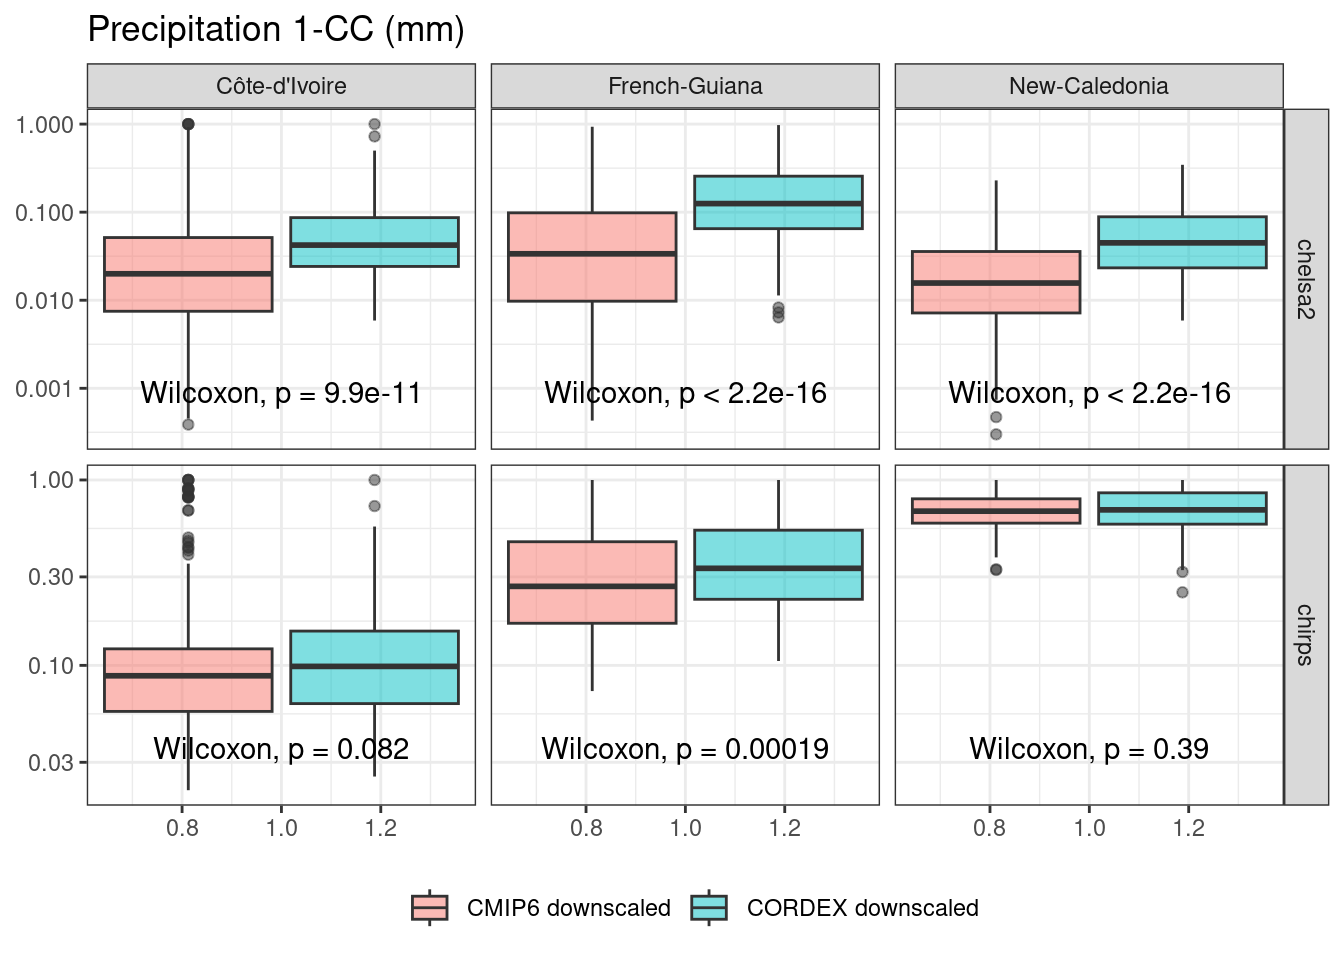 Precipitation 1-CC (mm)
Côte-d'Ivoire
French-Guiana
New-Caledonia
1.000
0.100
0.010
0.001
Wilcoxon, p = 9.9e-11
Wilcoxon, p < 2.2e-16
Wilcoxon, p < 2.2e-16
chelsa2
1.00
0.30
0.10
0.03
Wilcoxon, p = 0.082
Wilcoxon, p = 0.00019
Wilcoxon, p = 0.39
chirps
0.8 1.0 1.2
0.8 1.0 1.2
0.8 1.0 1.2
CMIP6 downscaled
CORDEX downscaled